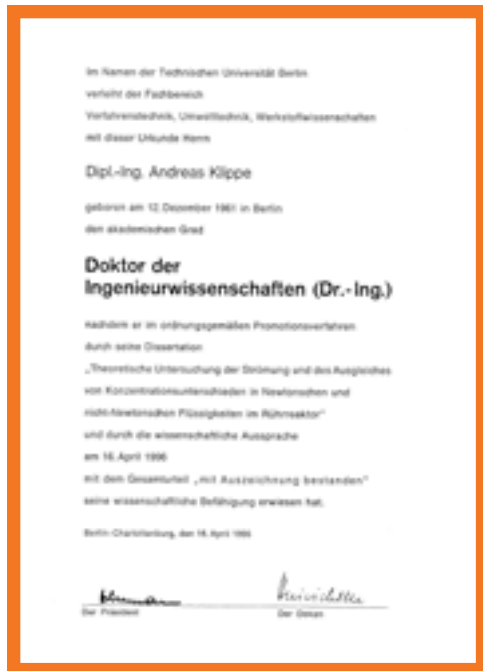 Im Namen der Technischen Universität Berlin
verleiht der Fachbereich
Verfahrenstechnik, Umwelttechnik, Werkstoffwissenschaften
mit dieser Urkunde Herrn
Dipl.-Ing. Andreas Klippe
geboren am 12. Dezember 1961 in Berlin
den akademischen Grad
Doktor der
Ingenieurwissenschaften (Dr.-Ing.)
nachdem er im ordnungsgemäßen Promotionsverfahren
durch seine Dissertation
„Theoretische Untersuchung der Strömung und des Ausgleiches
von Konzentrationsunterschieden in Newtonschen und
nicht-Newtonschen Flüssigkeiten im Rührreaktor"
und durch die wissenschaftliche Aussprache
am 16. April 1996
mit dem Gesamturteil „mit Auszeichnung bestanden"
seine wissenschaftliche Befähigung erwiesen hat.
Berlin-Charlottenburg, den 16. April 1996
Der Präsident
Der Dekan